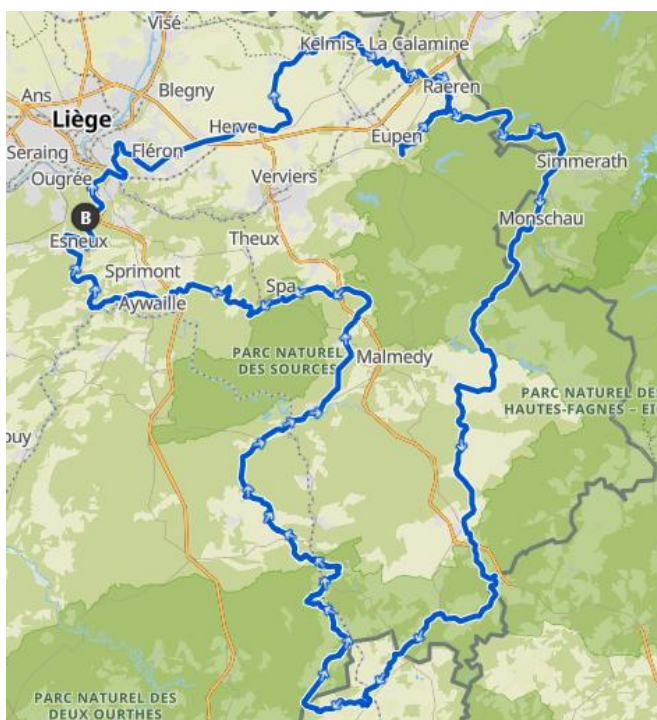 Visé
Kelmis - La Calamine
Blegny
Raeren
Ans
Liège
Herve
Eupen
Fléron
Seraing
Simmerath
Ougrée
Verviers
B
Monschau
Esneux
Theux
Sprimont
Spa
Aywaille
PARC NATUREL
DES SOURCES
Malmedy
PARC NATUREL DE
HAUTES-FAGNES – EI
ouy
PARC NATUREL DES
DEUX OURTHES